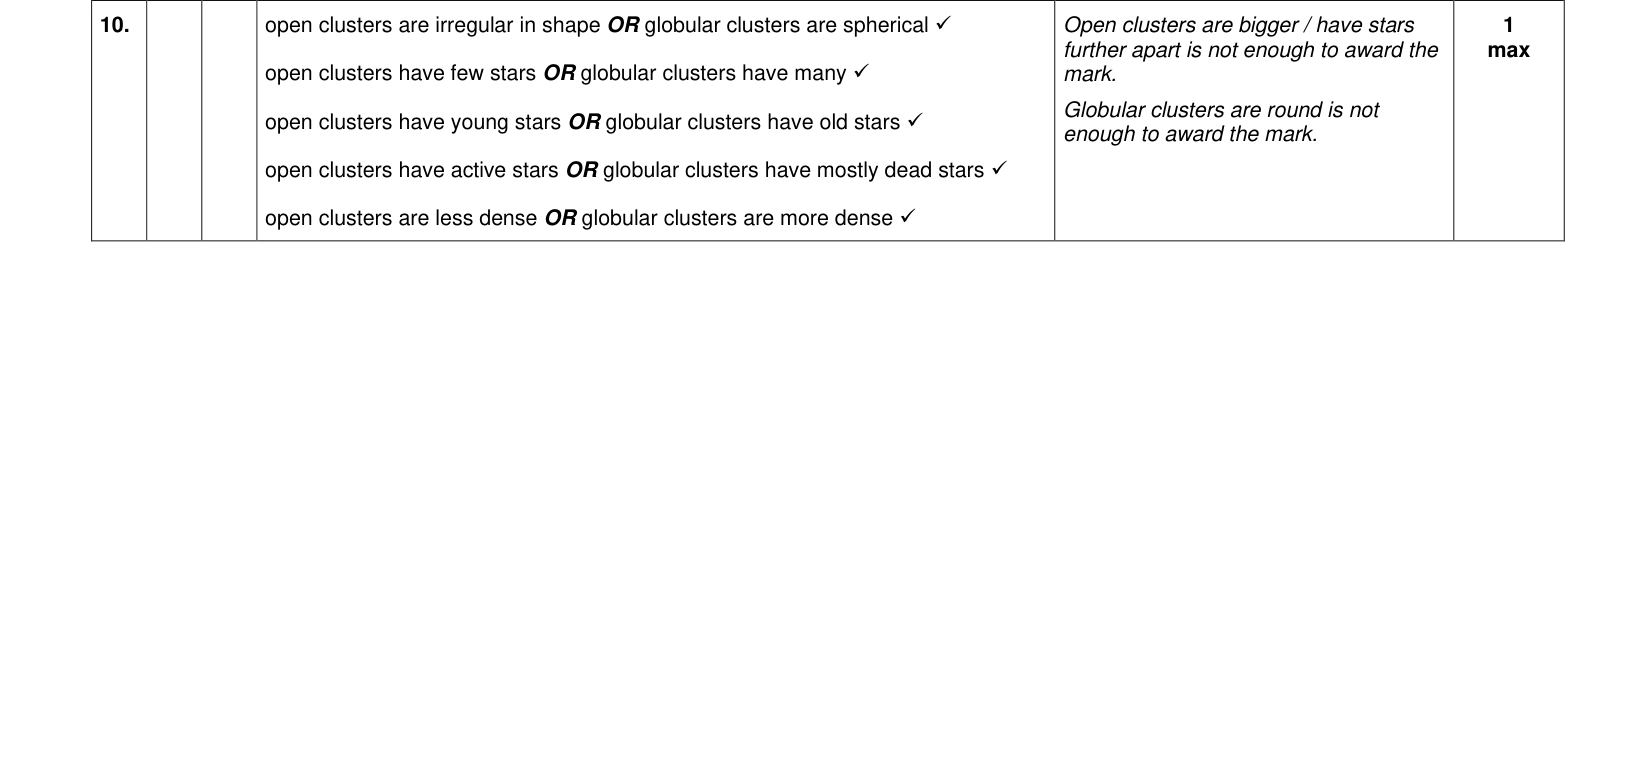 10.
open clusters are irregular in shape OR globular clusters are spherical ✓
open clusters have few stars OR globular clusters have many ✓
open clusters have young stars OR globular clusters have old stars ✓
open clusters have active stars OR globular clusters have mostly dead stars ✓
open clusters are less dense OR globular clusters are more dense ✓
Open clusters are bigger / have stars
further apart is not enough to award the
mark.
Globular clusters are round is not
enough to award the mark.
1
max